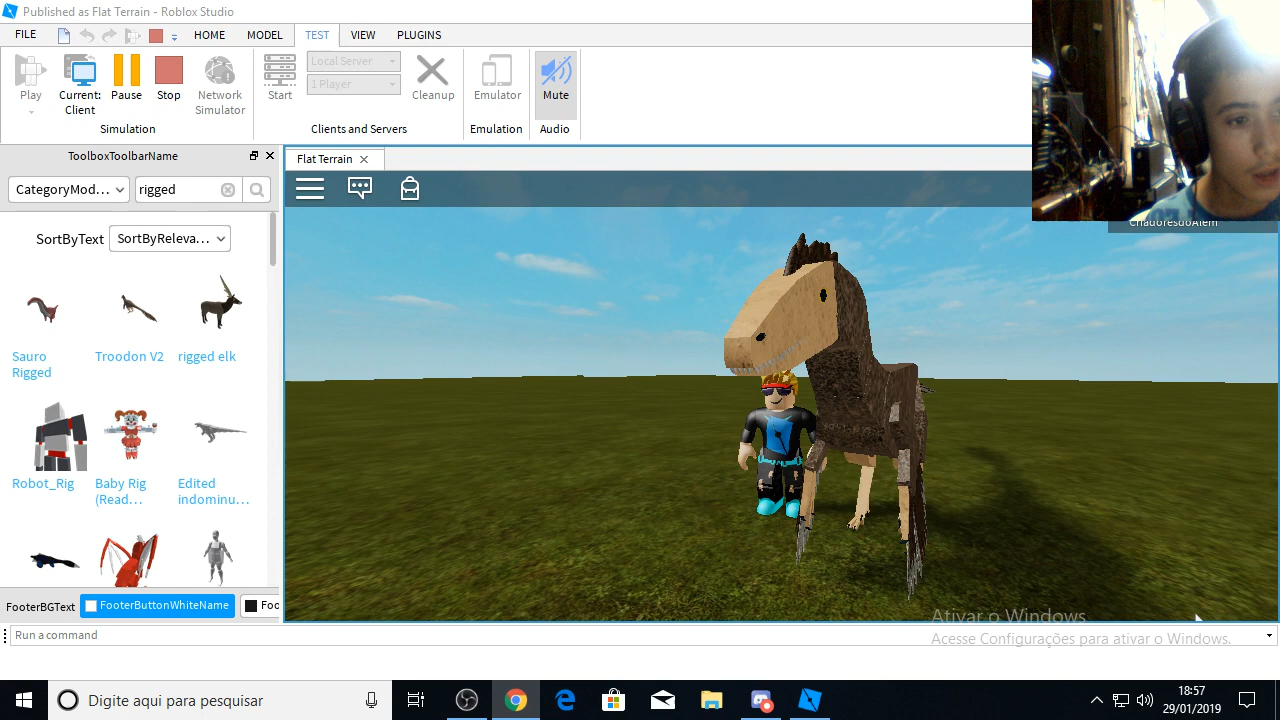 Published as Flat Terrain - Roblox Studio
FILE
HOME
MODEL
TEST
VIEW
PLUGINS
Play
Current:
Client
Pause
Stop
Network
Simulator
Simulation
Start
Local Server
1 Player
Cleanup
Clients and Servers
Emulator
Emulation
Mute
Audio
ToolboxToolbarName
CategoryMod...
rigged
SortByText
SortByReleva...
Sauro
Rigged
Troodon V2
rigged elk
Robot_Rig
Baby Rig
(Read...
Edited
indominu...
FooterBGText
FooterButtonWhiteName
Foo
Flat Terrain
CriadoresdoAlem
Ativar o Windows
Acesse Configurações para ativar o Windows.
Run a command
Digite aqui para pesquisar
18:57
29/01/2019